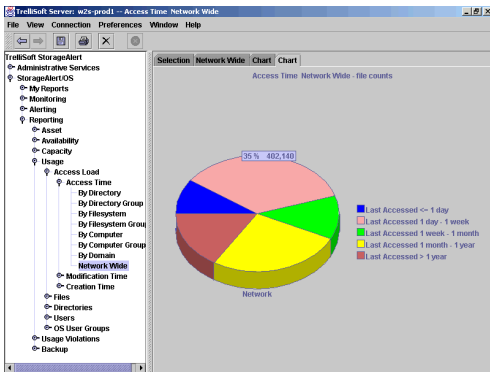 TrelliSoft Server: w2s-prod1 -- Access Time Network Wide
File View Connection Preferences Window Help
TrelliSoft StorageAlert
Administrative Services
StorageAlert/OS
My Reports
Monitoring
Alerting
Reporting
Asset
Availability
Capacity
Usage
Access Load
Access Time
By Directory
By Directory Group
By Filesystem
By Filesystem Grou
By Computer
By Computer Group
By Domain
Network Wide
Modification Time
Creation Time
Files
Directories
Users
OS User Groups
Usage Violations
Backup
Selection Network Wide Chart Chart
Access Time Network Wide - file counts
35 % 402,140
Network
Last Accessed <= 1 day
Last Accessed 1 day - 1 week
Last Accessed 1 week - 1 month
Last Accessed 1 month - 1 year
Last Accessed > 1 year